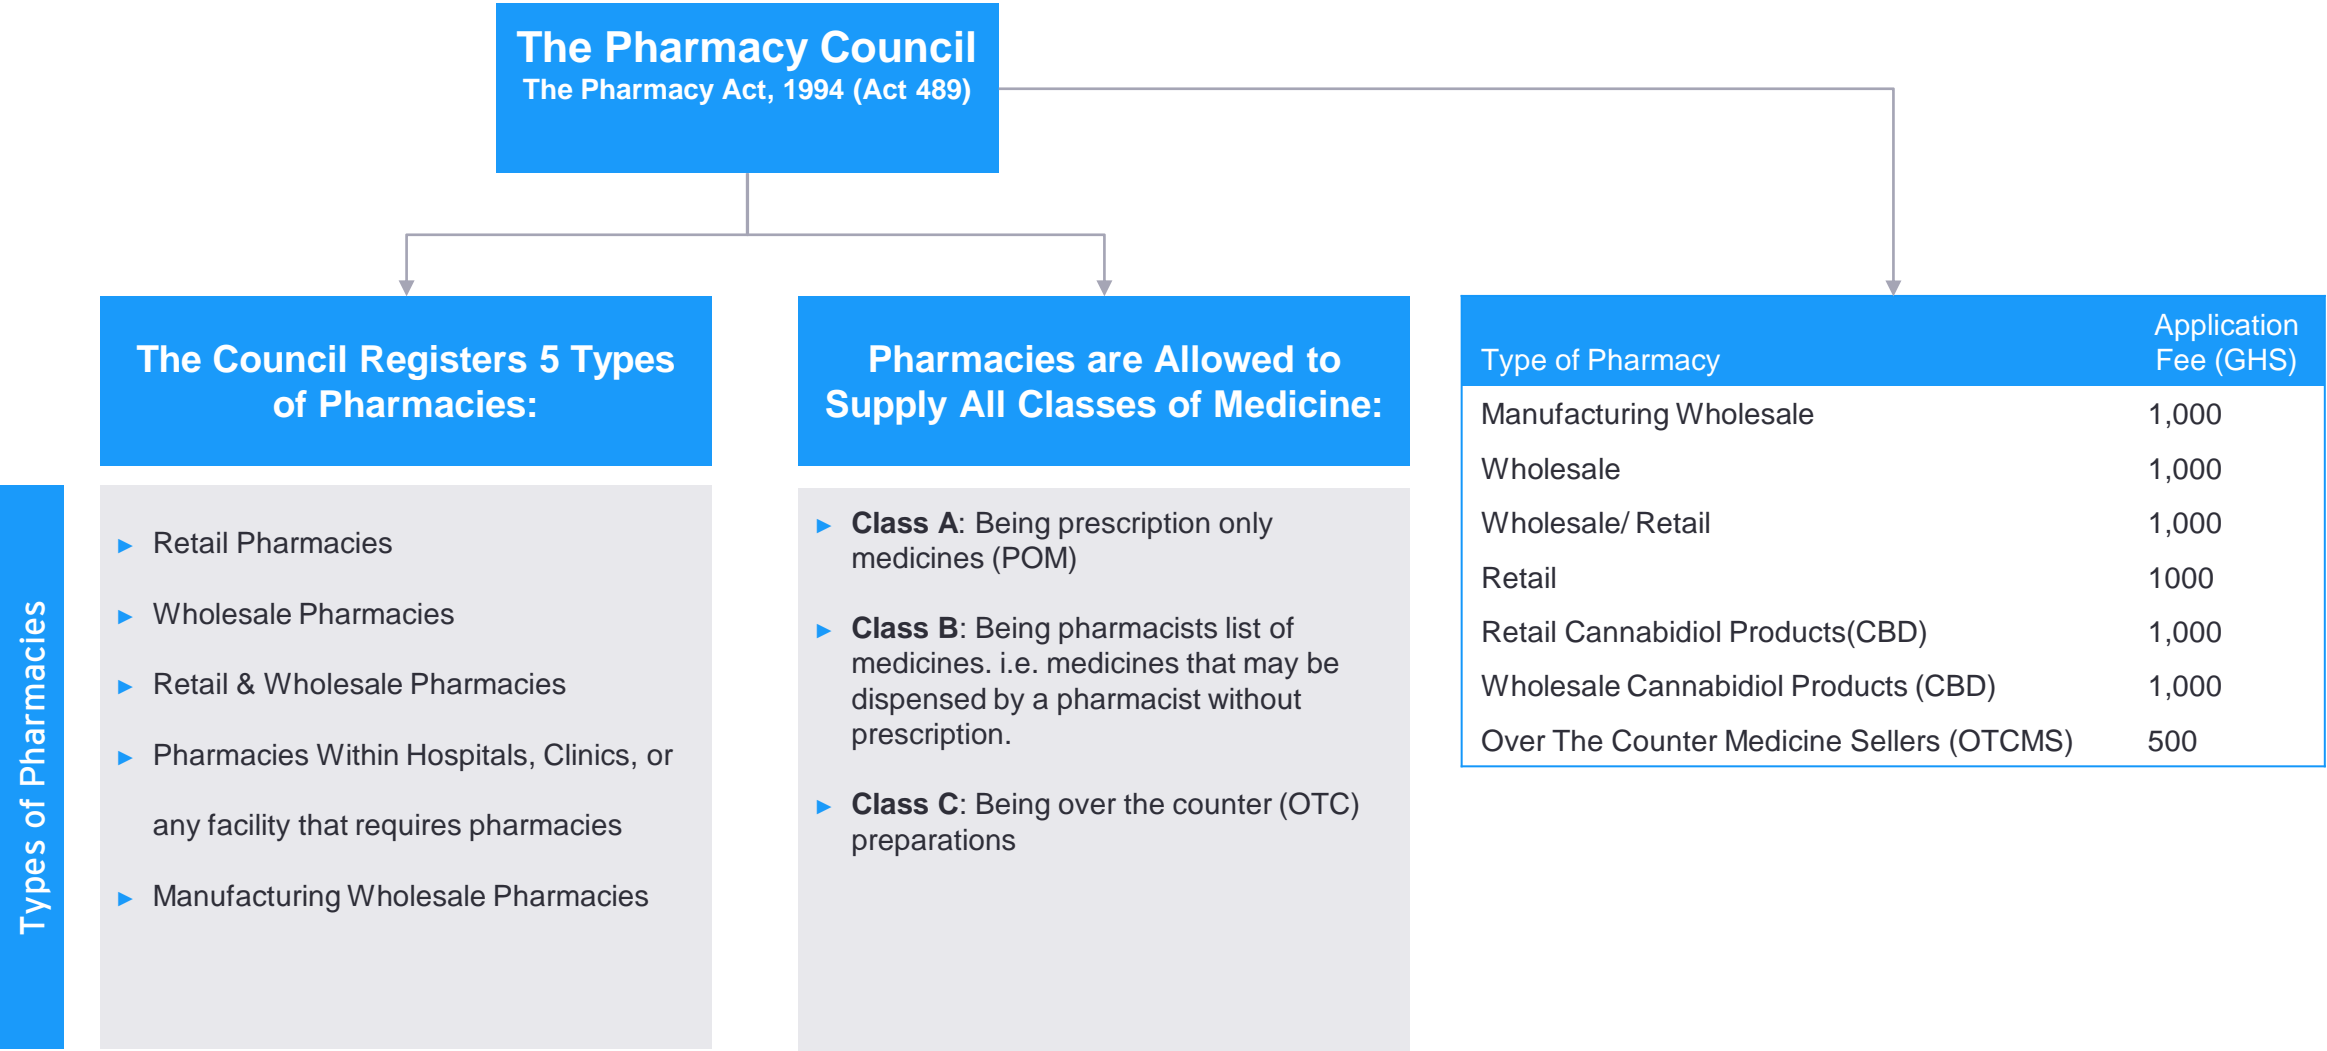 The Pharmacy Council
The Pharmacy Act, 1994 (Act 489)
The Council Registers 5 Types
of Pharmacies:
Types of Pharmacies
► Retail Pharmacies
► Wholesale Pharmacies
► Retail & Wholesale Pharmacies
► Pharmacies Within Hospitals, Clinics, or
any facility that requires pharmacies
► Manufacturing Wholesale Pharmacies
Pharmacies are Allowed to
Supply All Classes of Medicine:
► Class A: Being prescription only
medicines (POM)
► Class B: Being pharmacists list of
medicines. i.e. medicines that may be
dispensed by a pharmacist without
prescription.
► Class C: Being over the counter (OTC)
preparations
Type of Pharmacy Application
Fee (GHS)
Manufacturing Wholesale 1,000
Wholesale 1,000
Wholesale/ Retail 1,000
Retail 1000
Retail Cannabidiol Products(CBD) 1,000
Wholesale Cannabidiol Products (CBD) 1,000
Over The Counter Medicine Sellers (OTCMS) 500